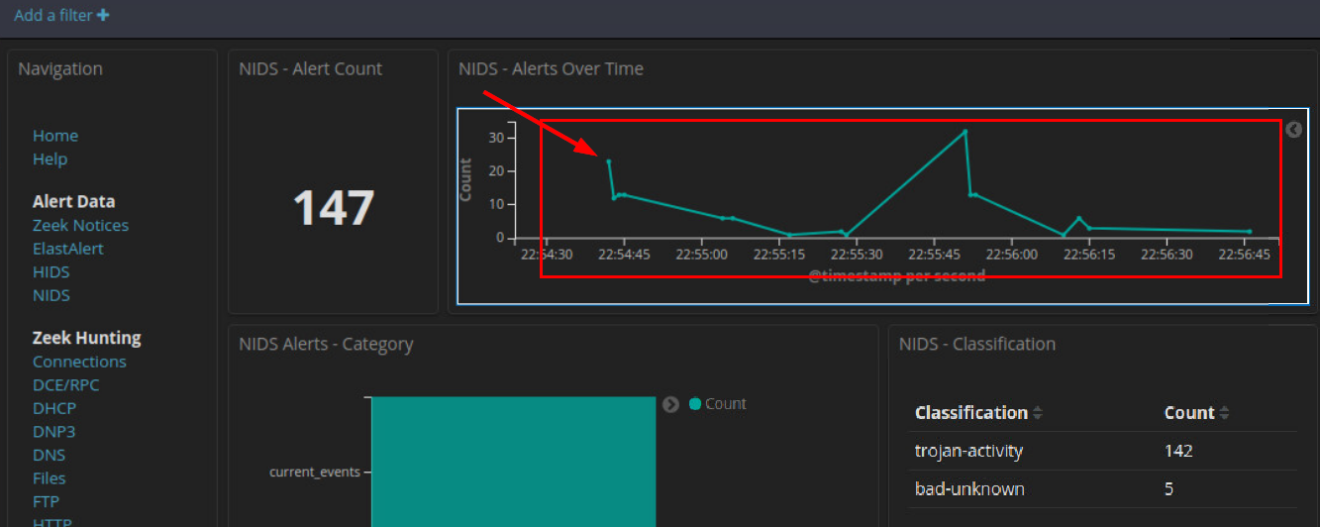 Add a filter +
Navigation
Home
Help
Alert Data
Zeek Notices
ElastAlert
HIDS
NIDS
Zeek Hunting
Connections
DCE/RPC
DHCP
DNP3
DNS
Files
FTP
HTTP
NIDS - Alert Count
147
NIDS - Alerts Over Time
Count
30
20
10
0
22:54:30 22:54:45 22:55:00 22:55:15 22:55:30 22:55:45 22:56:00 22:56:15 22:56:30 22:56:45
@timestamp per second
NIDS Alerts - Category
current_events
Count
NIDS - Classification
Classification Count
trojan-activity 142
bad-unknown 5